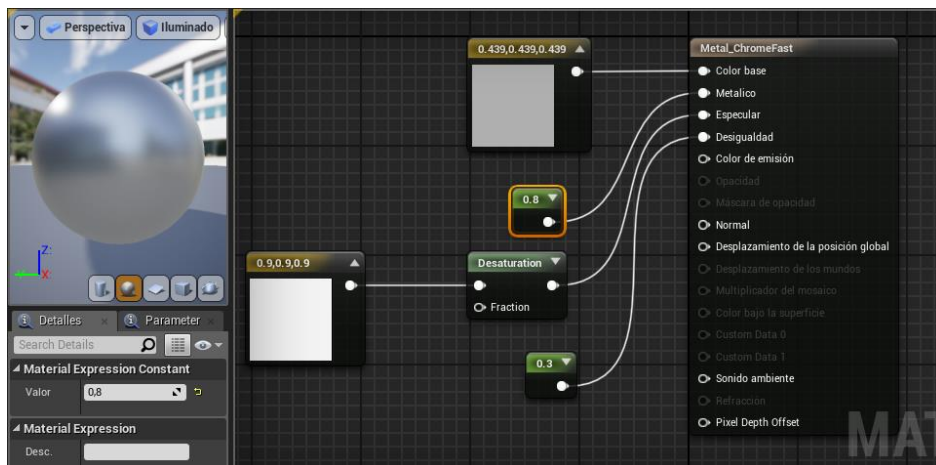 Perspectiva
Iluminado
Z:
X:
Detalles
Parameter
Search Details
Material Expression Constant
Valor
0,8
Material Expression
Desc.
0.439,0.439,0.439
0.8
0.9,0.9,0.9
Desaturation
Fraction
0.3
Metal_ChromeFast
Color base
Metalico
Especular
Desigualdad
Color de emisión
Opacidad
Máscara de opacidad
Normal
Desplazamiento de la posición global
Desplazamiento de los mundos
Multiplicador del mosaico
Color bajo la superficie
Custom Data 0
Custom Data 1
Sonido ambiente
Refracción
Pixel Depth Offset
MAT